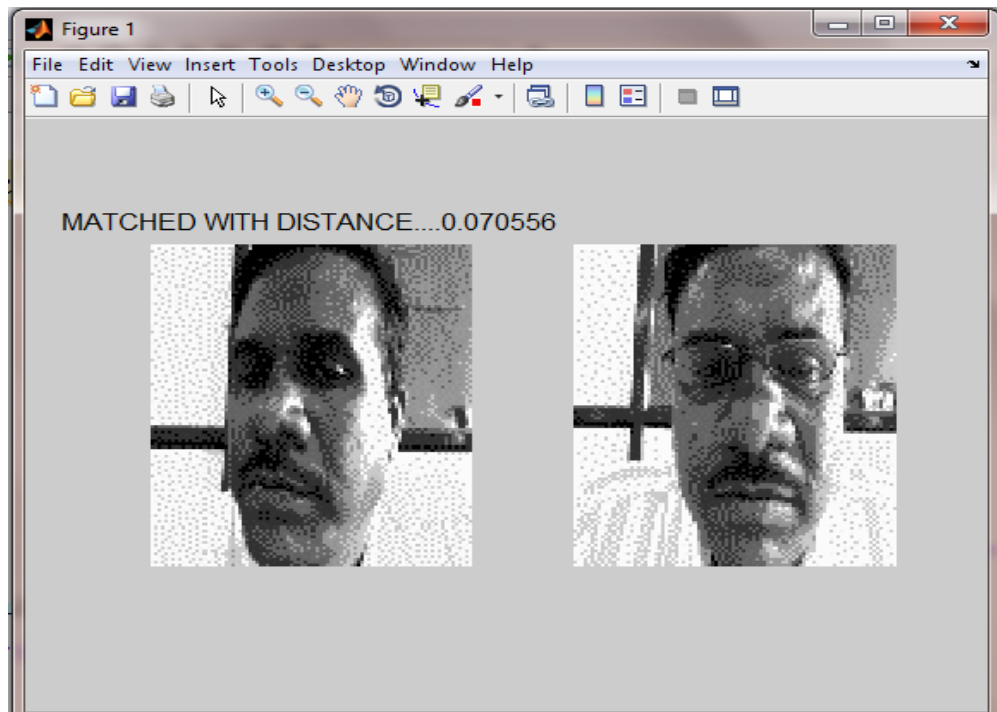 Figure 1
File Edit View Insert Tools Desktop Window Help
MATCHED WITH DISTANCE....0.070556